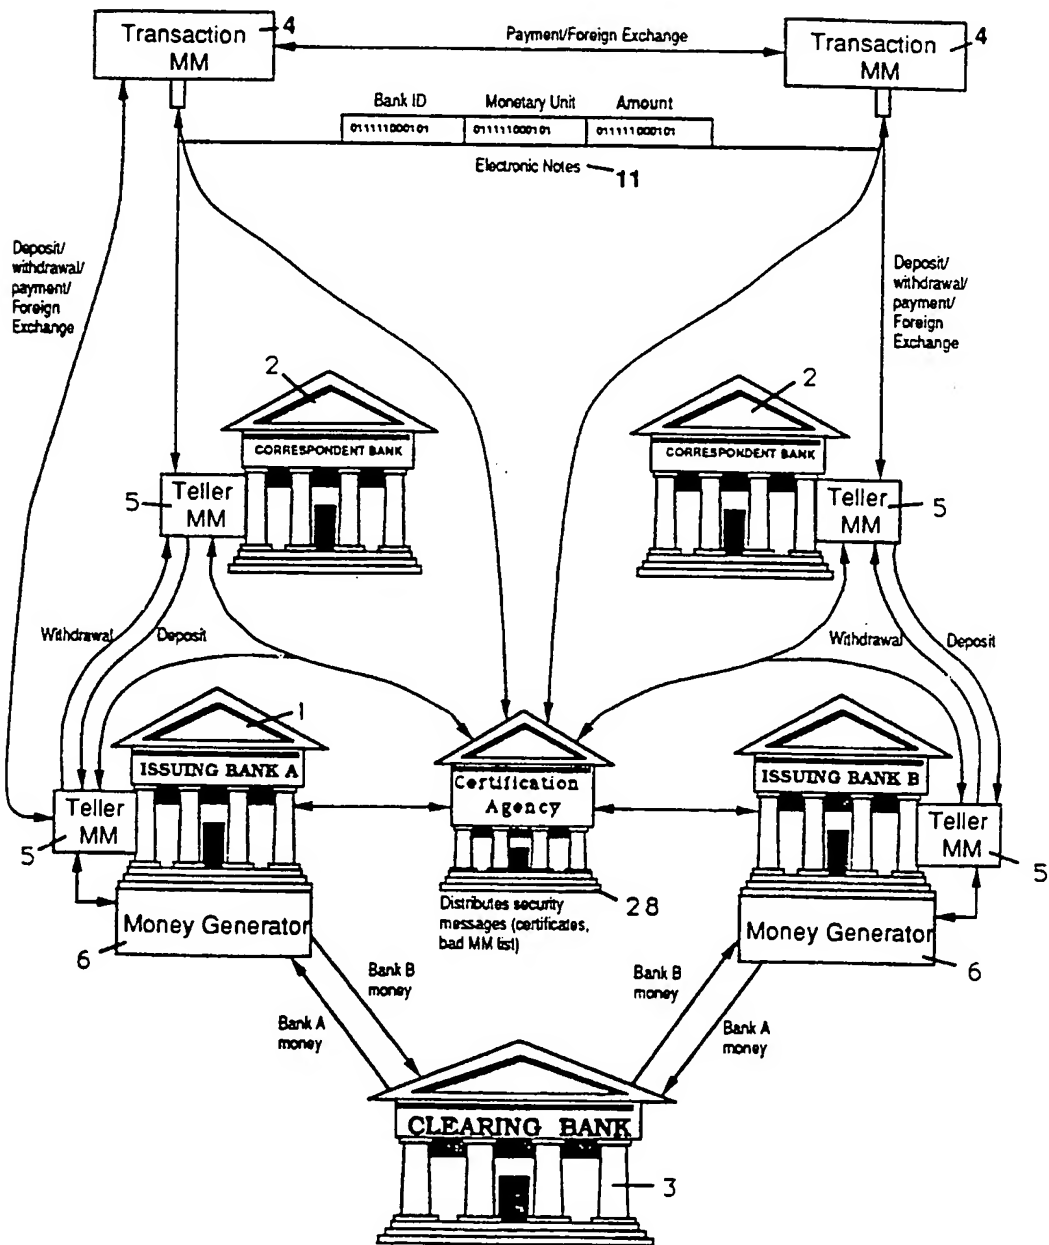 Transaction
MM
4
Payment/Foreign Exchange
Transaction
MM
4
Bank ID
Monetary Unit
Amount
011111000101
011111000101
011111000101
Electronic Notes
11
Deposit/
withdrawal/
payment/
Foreign
Exchange
Deposit/
withdrawal/
payment/
Foreign
Exchange
2
CORRESPONDENT BANK
2
CORRESPONDENT BANK
5
Teller
MM
Teller
MM
5
Withdrawal
Deposit
Withdrawal
Deposit
1
ISSUING BANK A
Certification
Agency
ISSUING BANK B
Teller
MM
5
Teller
MM
5
28
Distributes security
messages (certificates,
bad MM list)
Money Generator
6
Money Generator
6
Bank B
money
Bank A
money
Bank B
money
Bank A
money
CLEARING BANK
3